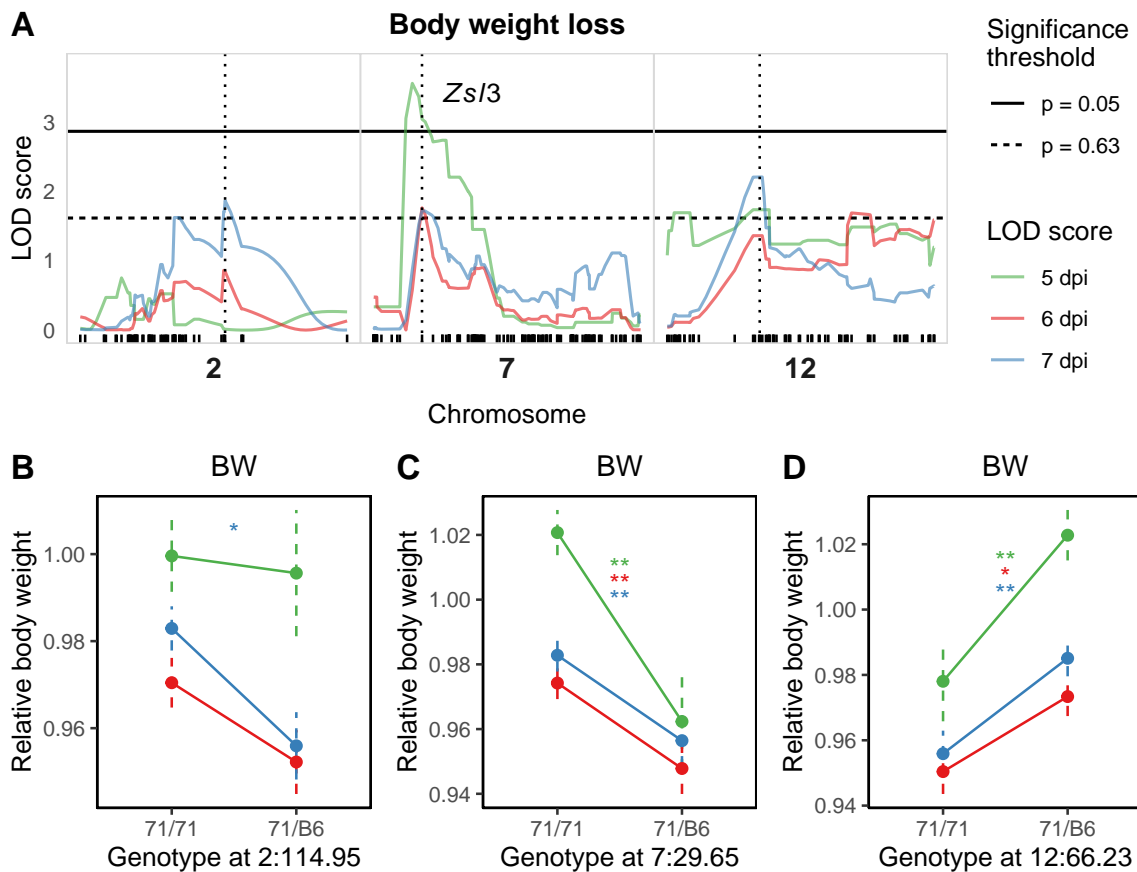 A
Body weight loss
Zsl3
LOD score
3
2
1
0
2
7
12
Chromosome
Significance
threshold
p = 0.05
p = 0.63
LOD score
5 dpi
6 dpi
7 dpi
B
BW
Relative body weight
1.00
0.98
0.96
*
71/71
71/B6
Genotype at 2:114.95
C
BW
Relative body weight
1.02
1.00
0.98
0.96
0.94
**
**
**
71/71
71/B6
Genotype at 7:29.65
D
BW
Relative body weight
1.02
1.00
0.98
0.96
0.94
**
*
**
71/71
71/B6
Genotype at 12:66.23